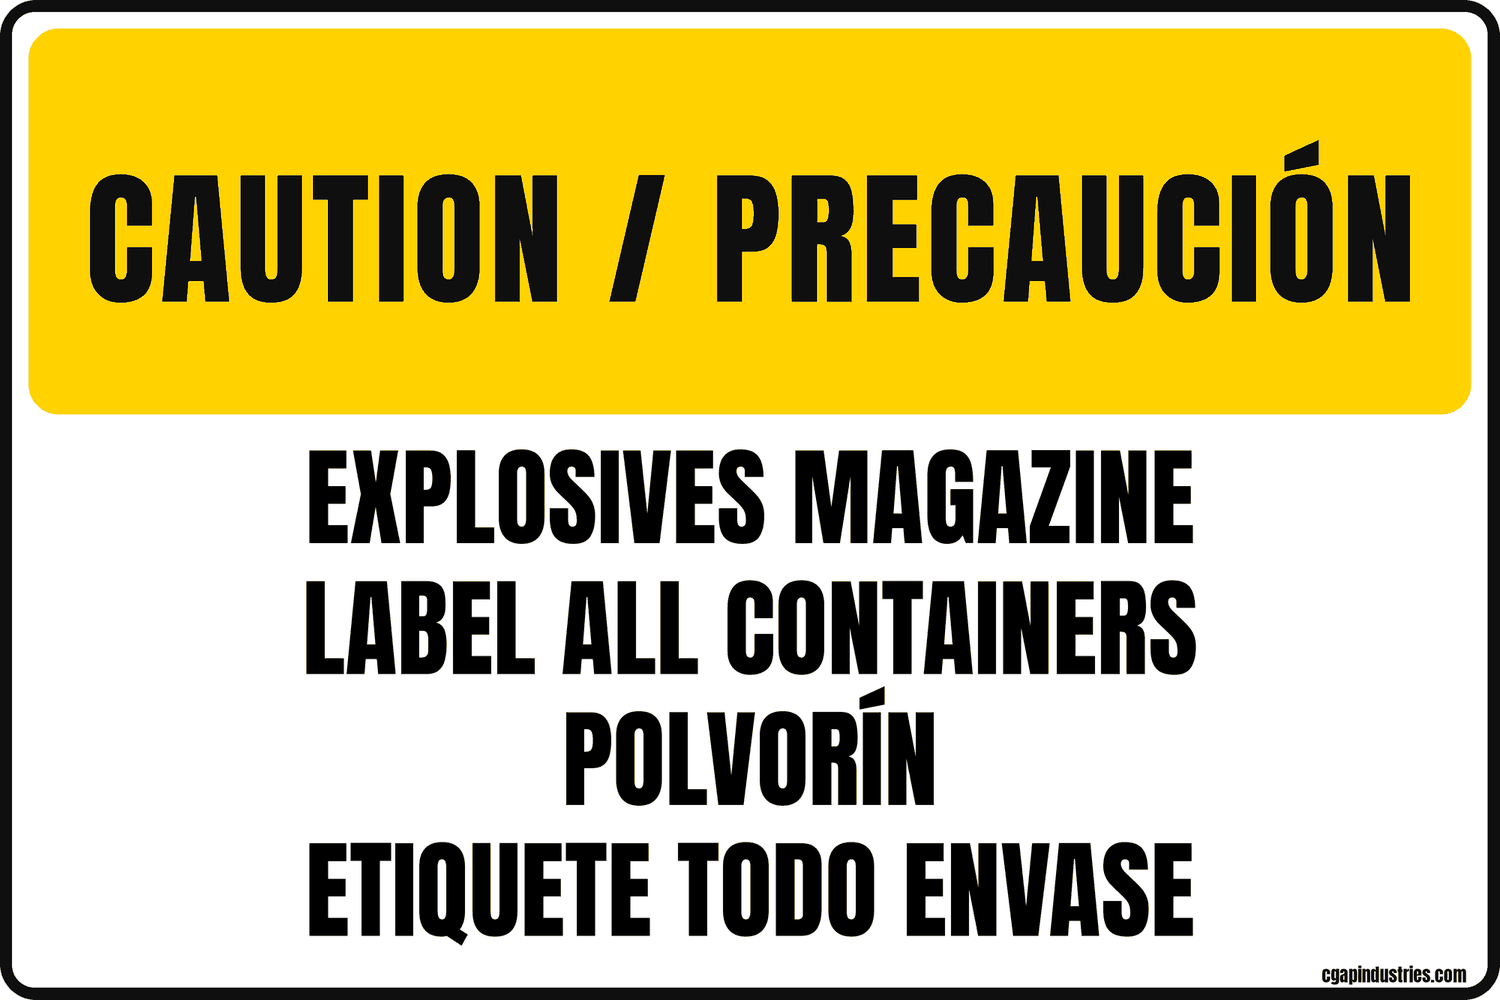 CAUTION / PRECAUCIÓN
EXPLOSIVES MAGAZINE
LABEL ALL CONTAINERS
POLVORÍN
ETIQUETE TODO ENVASE
cgapindustries.com